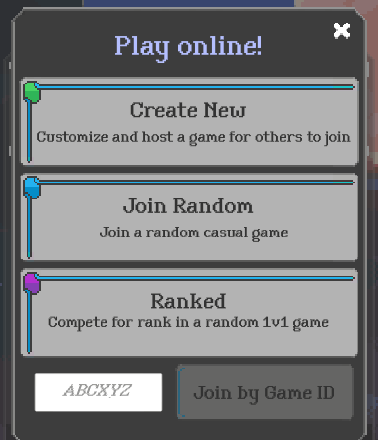 Play online!
Create New
Customize and host a game for others to join
Join Random
Join a random casual game
Ranked
Compete for rank in a random 1v1 game
ABCXYZ
Join by Game ID